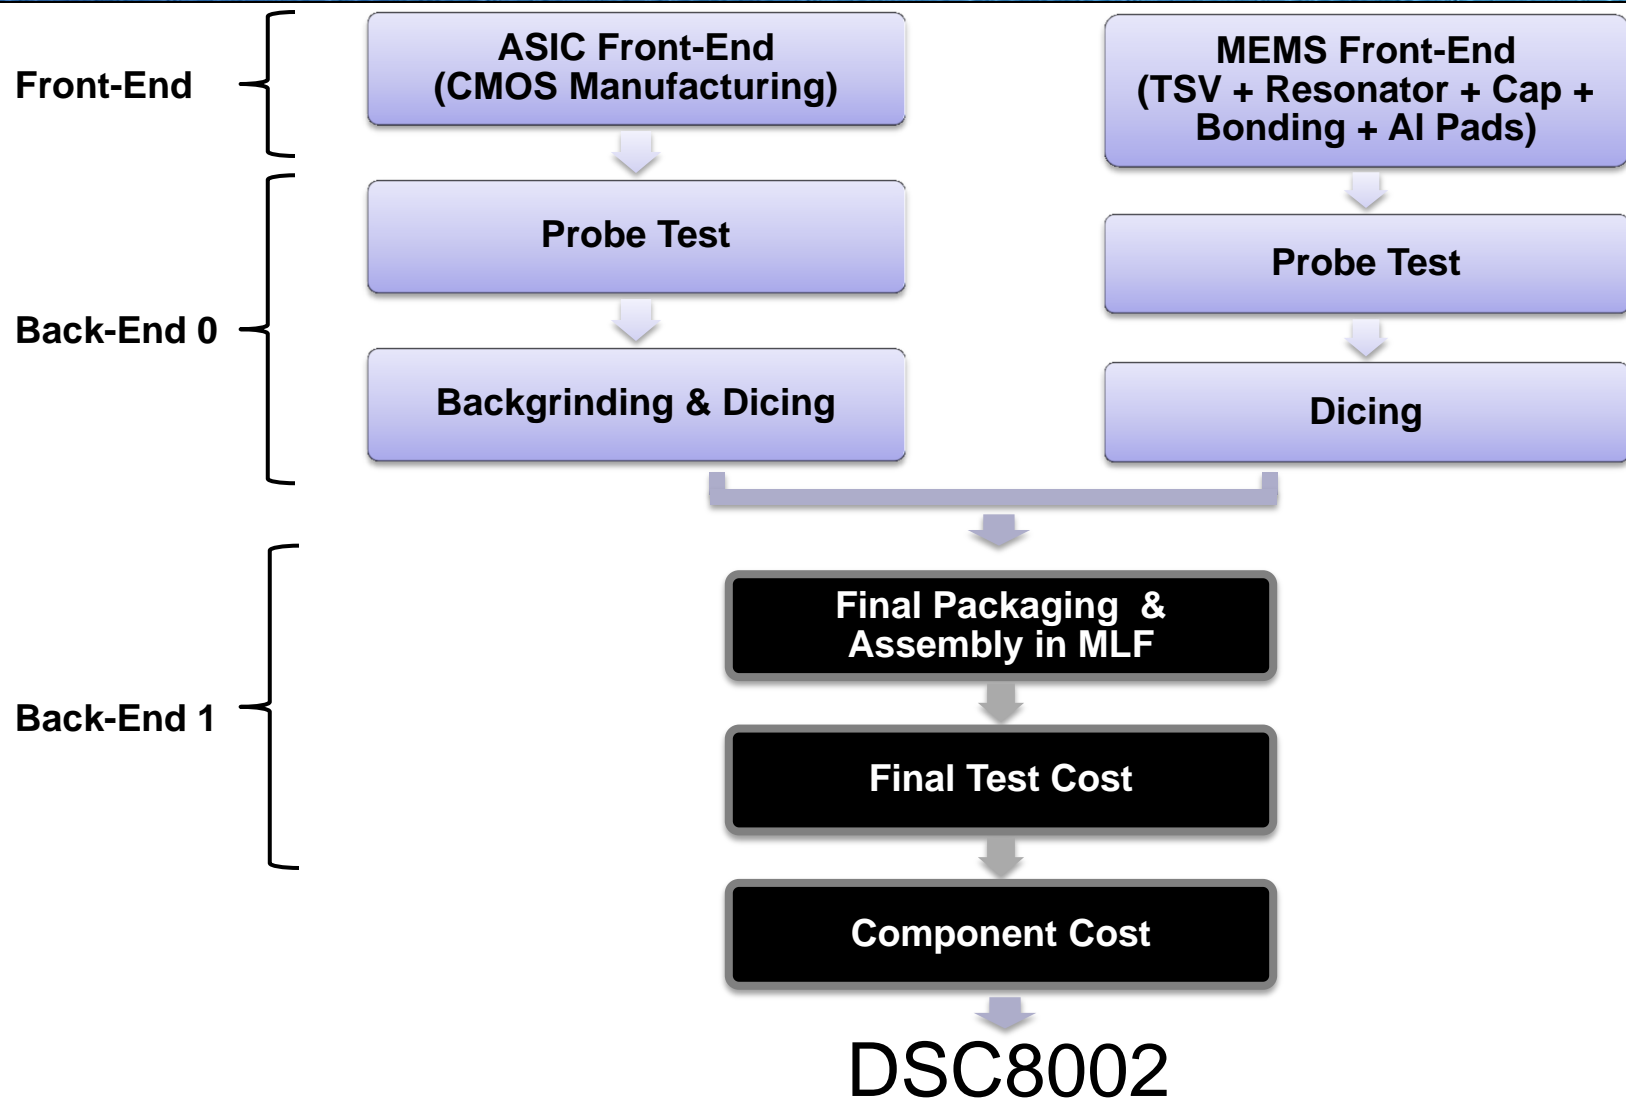 Front-End
ASIC Front-End
(CMOS Manufacturing)
MEMS Front-End
(TSV + Resonator + Cap +
Bonding + Al Pads)
Probe Test
Probe Test
Back-End 0
Backgrinding & Dicing
Dicing
Final Packaging &
Assembly in MLF
Back-End 1
Final Test Cost
Component Cost
DSC8002